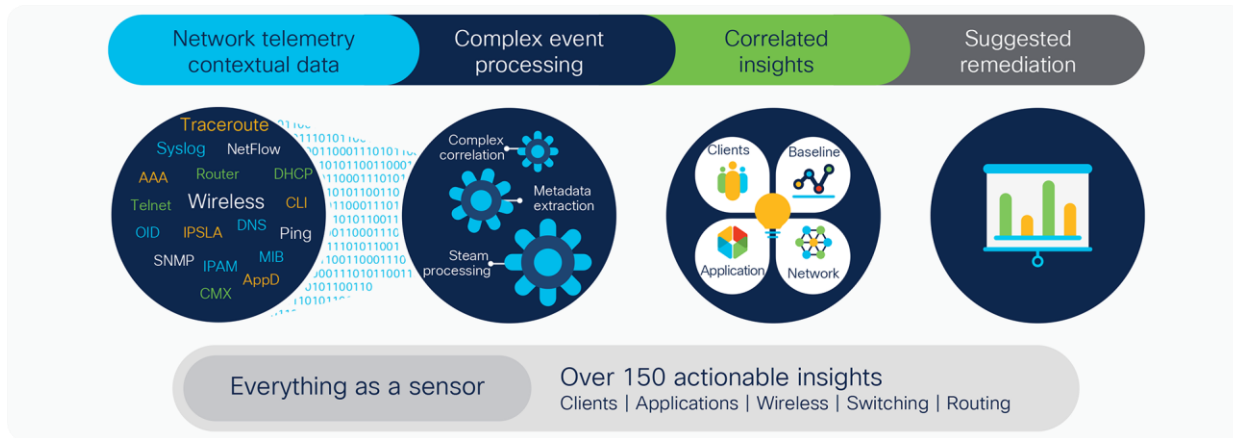 Network telemetry
contextual data
Complex event
processing
Correlated
insights
Suggested
remediation
Traceroute
Syslog
NetFlow
AAA
Router
DHCP
Telnet
Wireless
CLI
OID
IPSLA
DNS
Ping
SNMP
IPAM
MIB
AppD
CMX
Complex
correlation
Metadata
extraction
Steam
processing
Clients
Baseline
Application
Network
Everything as a sensor
Over 150 actionable insights
Clients | Applications | Wireless | Switching | Routing